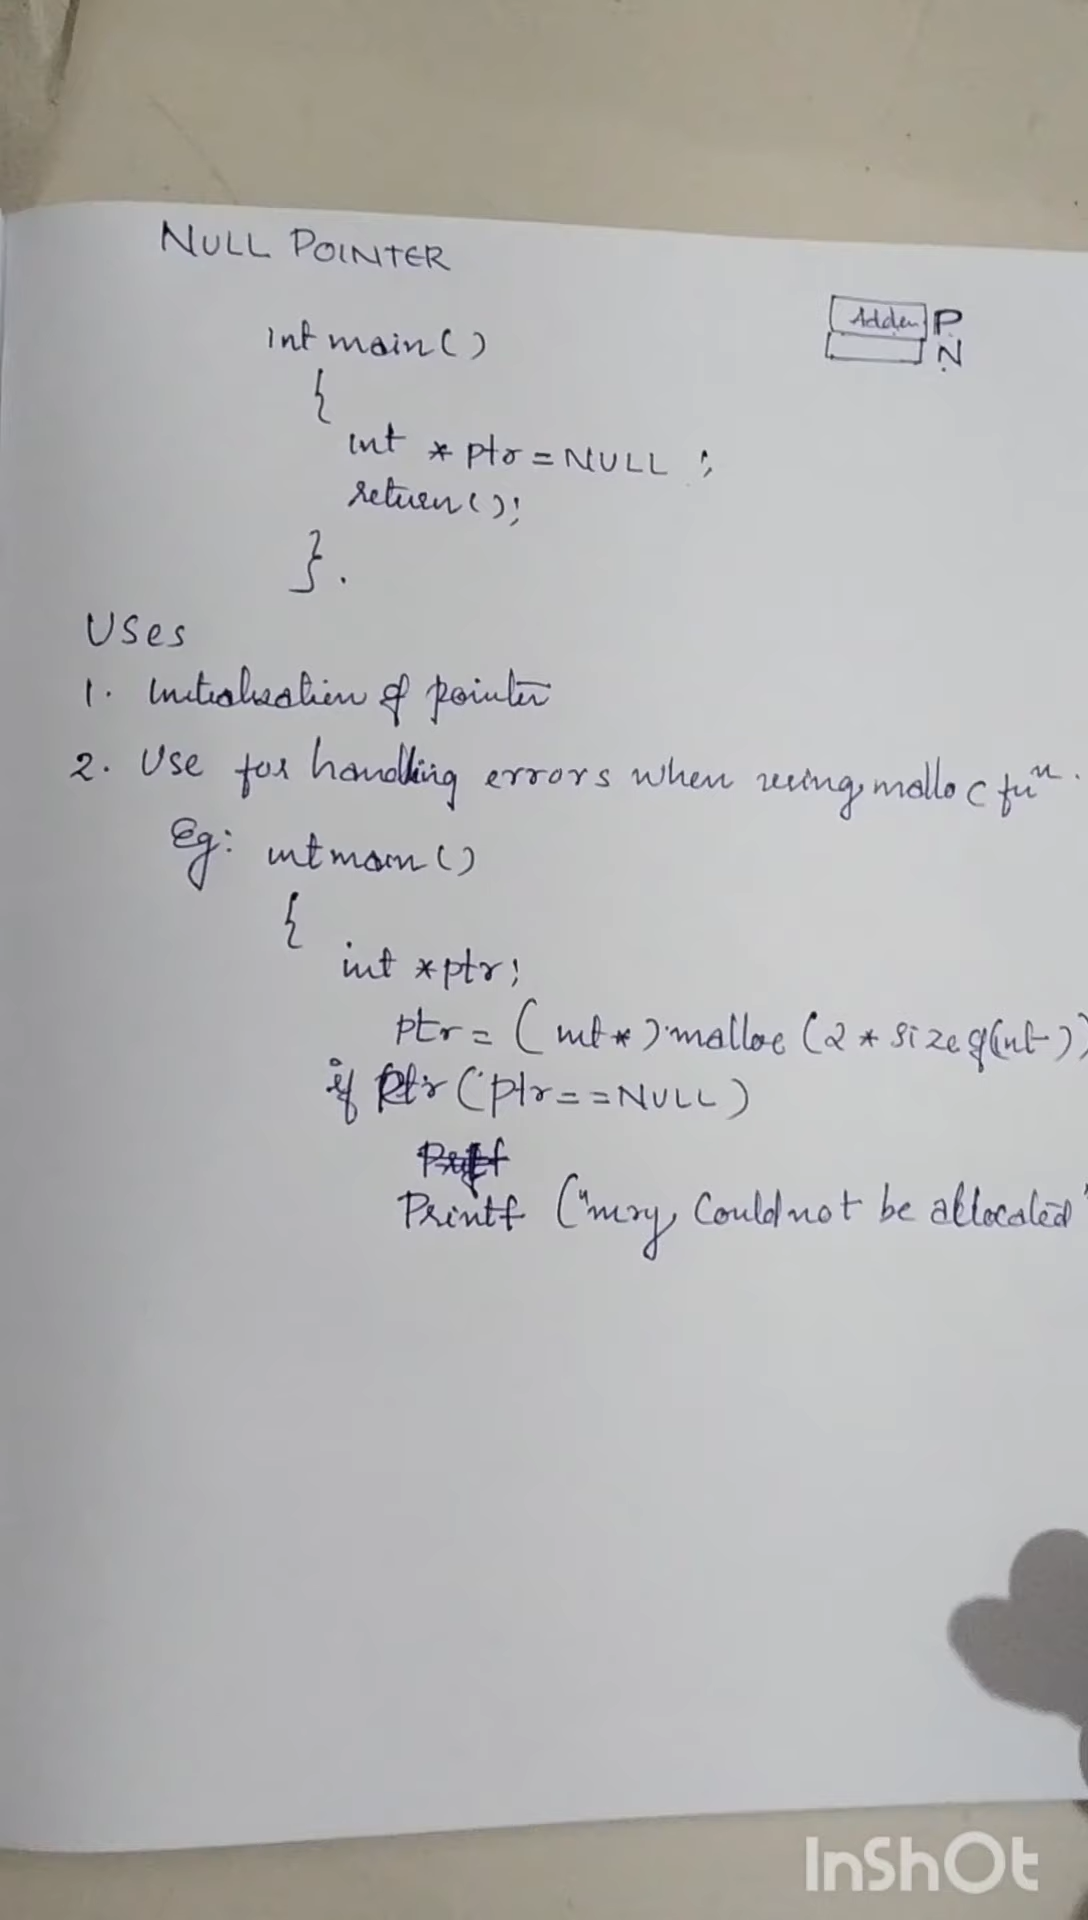 NULL POINTER
Adden P
N
int main()
{
int * ptr = NULL ;
return();
}.
Uses
1. Initialisation of pointer
2. Use for handling errors when using malloc fuⁿ.
Eg: int main()
{
int *ptr;
ptr = (int *) malloc (2 * sizeof(int))
if (ptr == NULL)
Printf ("mry could not be allocated"
InShOt